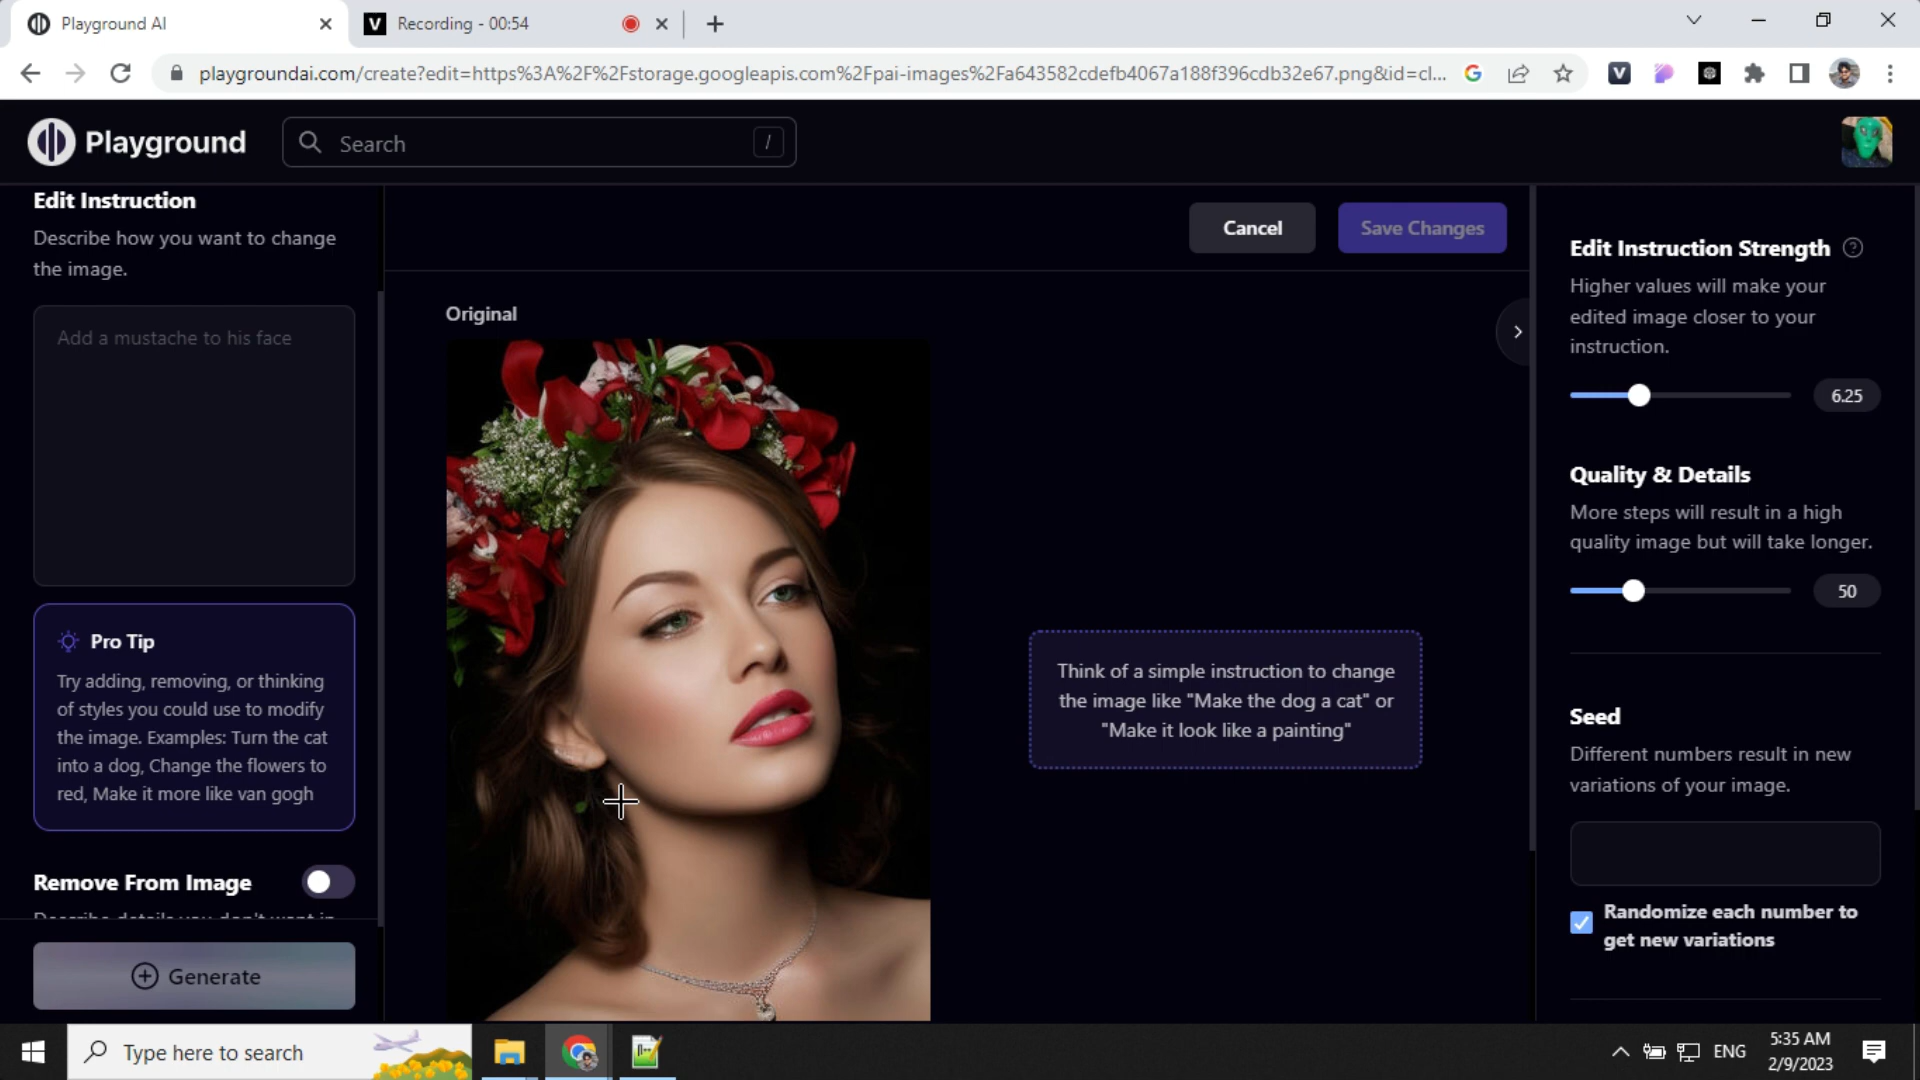 Playground AI
Recording - 00:54
playgroundai.com/create?edit=https%3A%2F%2Fstorage.googleapis.com%2Fpai-images%2Fa643582cdefb4067a188f396cdb32e67.png&id=cl...
Playground
Search
/
Edit Instruction
Describe how you want to change
the image.
Add a mustache to his face
Pro Tip
Try adding, removing, or thinking
of styles you could use to modify
the image. Examples: Turn the cat
into a dog, Change the flowers to
red, Make it more like van gogh
Remove From Image
Describe details you don't want in
Generate
Cancel
Save Changes
Original
Think of a simple instruction to change
the image like "Make the dog a cat" or
"Make it look like a painting"
Edit Instruction Strength
Higher values will make your
edited image closer to your
instruction.
6.25
Quality & Details
More steps will result in a high
quality image but will take longer.
50
Seed
Different numbers result in new
variations of your image.
Randomize each number to
get new variations
Type here to search
ENG
5:35 AM
2/9/2023